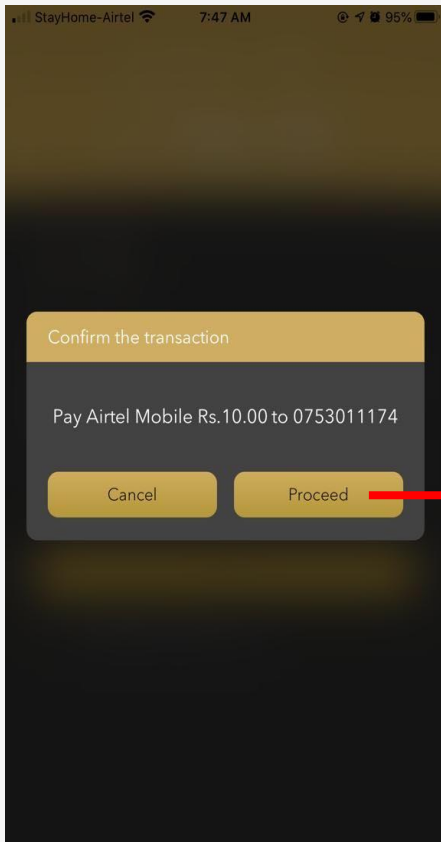 StayHome-Airtel 7:47 AM 95%
Confirm the transaction
Pay Airtel Mobile Rs.10.00 to 0753011174
Cancel Proceed